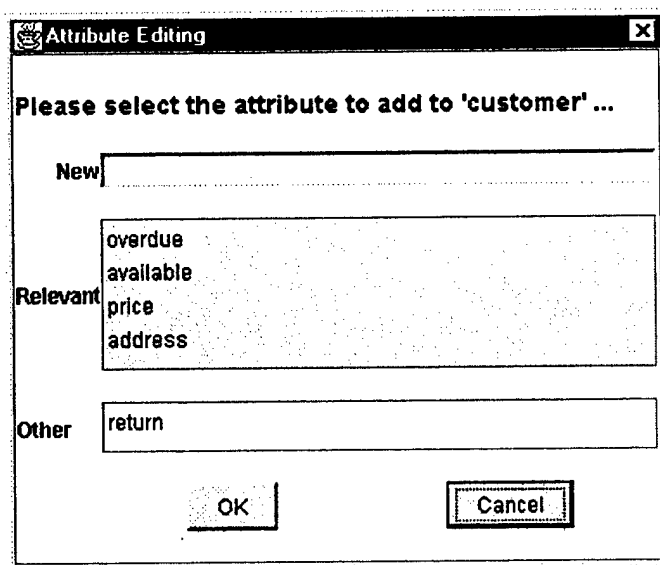 Attribute Editing
Please select the attribute to add to 'customer' ...
New
Relevant
overdue
available
price
address
Other
return
OK
Cancel